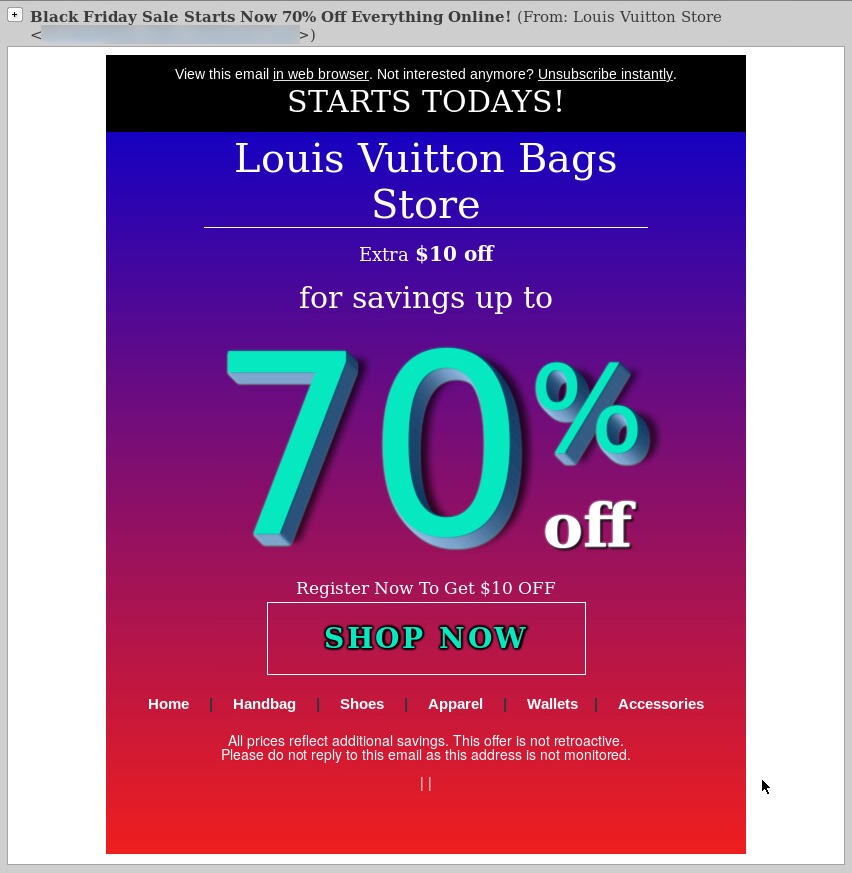 Black Friday Sale Starts Now 70% Off Everything Online! (From: Louis Vuitton Store
< >)
View this email in web browser. Not interested anymore? Unsubscribe instantly.
STARTS TODAYS!
Louis Vuitton Bags
Store
Extra $10 off
for savings up to
70%
off
Register Now To Get $10 OFF
SHOP NOW
Home | Handbag | Shoes | Apparel | Wallets | Accessories
All prices reflect additional savings. This offer is not retroactive.
Please do not reply to this email as this address is not monitored.
| |